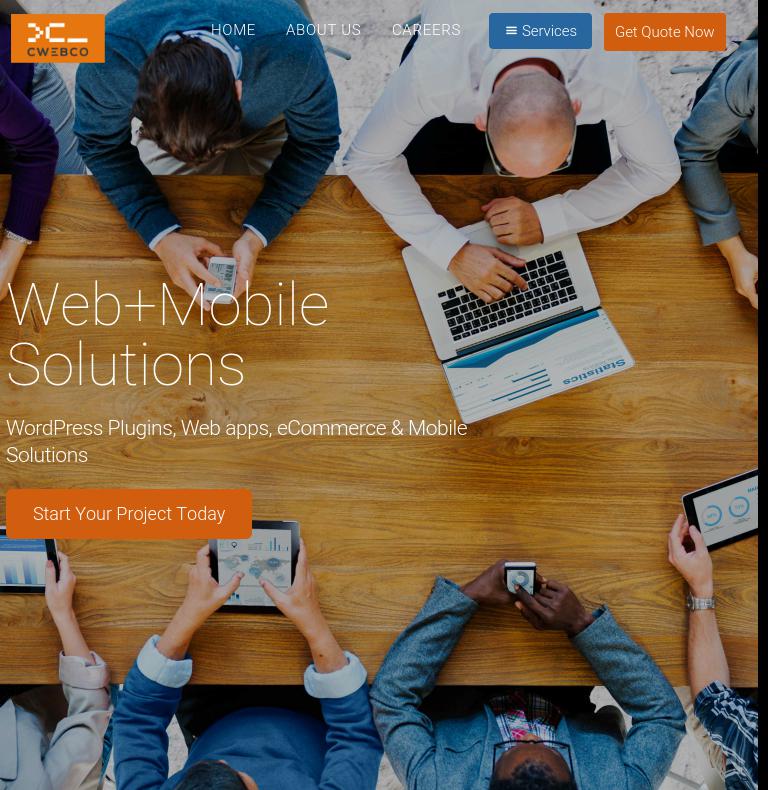 CWEBCO
HOME
ABOUT US
CAREERS
Services
Get Quote Now
Web+Mobile
Solutions
WordPress Plugins, Web apps, eCommerce & Mobile
Solutions
Statistics
Start Your Project Today